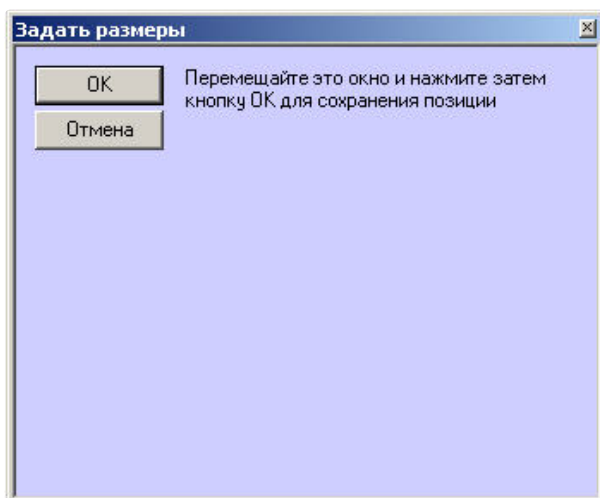 Задать размеры
OK
Перемещайте это окно и нажмите затем
кнопку OK для сохранения позиции
Отмена